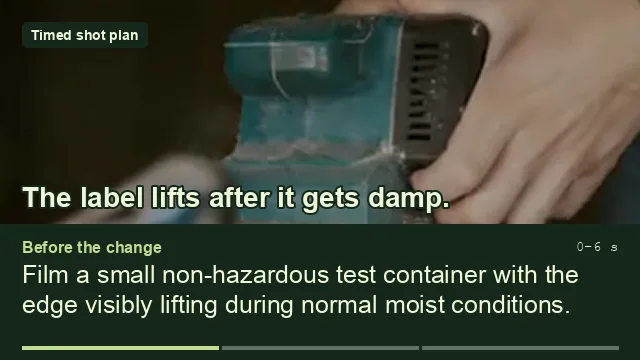 Timed shot plan
The label lifts after it gets damp.
Before the change
0–6 s
Film a small non-hazardous test container with the
edge visibly lifting during normal moist conditions.